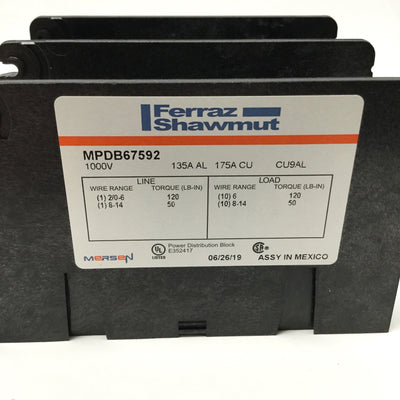 Ferraz
Shawmut
MPDB67592
1000V 135A AL 175A CU CU9AL
LINE LOAD
WIRE RANGE TORQUE (LB-IN) WIRE RANGE TORQUE (LB-IN)
(1) 2/0-6 120 (10) 6 120
(1) 8-14 50 (10) 8-14 50
MERSEN UL LISTED Power Distribution Block
E352417 06/26/19 ASSY IN MEXICO